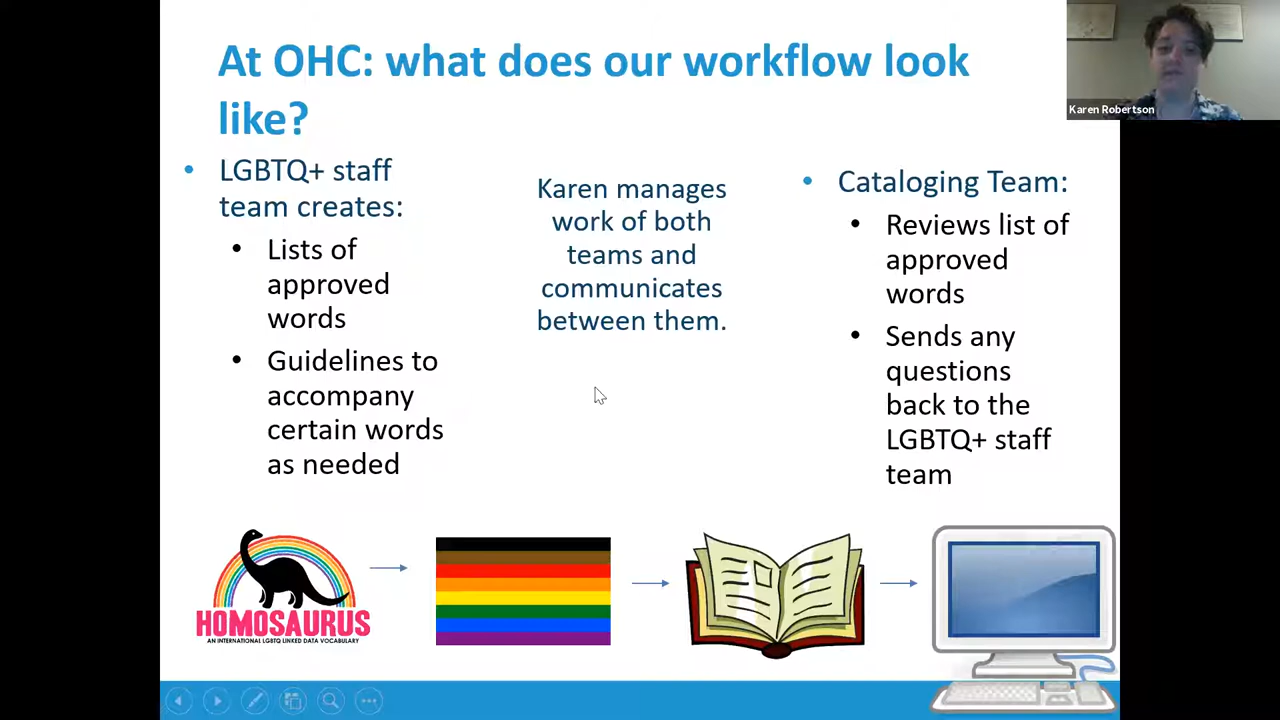 At OHC: what does our workflow look
like?
Karen Robertson
LGBTQ+ staff
team creates:
Lists of
approved
words
Guidelines to
accompany
certain words
as needed
Karen manages
work of both
teams and
communicates
between them.
Cataloging Team:
Reviews list of
approved
words
Sends any
questions
back to the
LGBTQ+ staff
team
HOMOSAURUS
AN INTERNATIONAL LGBTQ LINKED DATA VOCABULARY